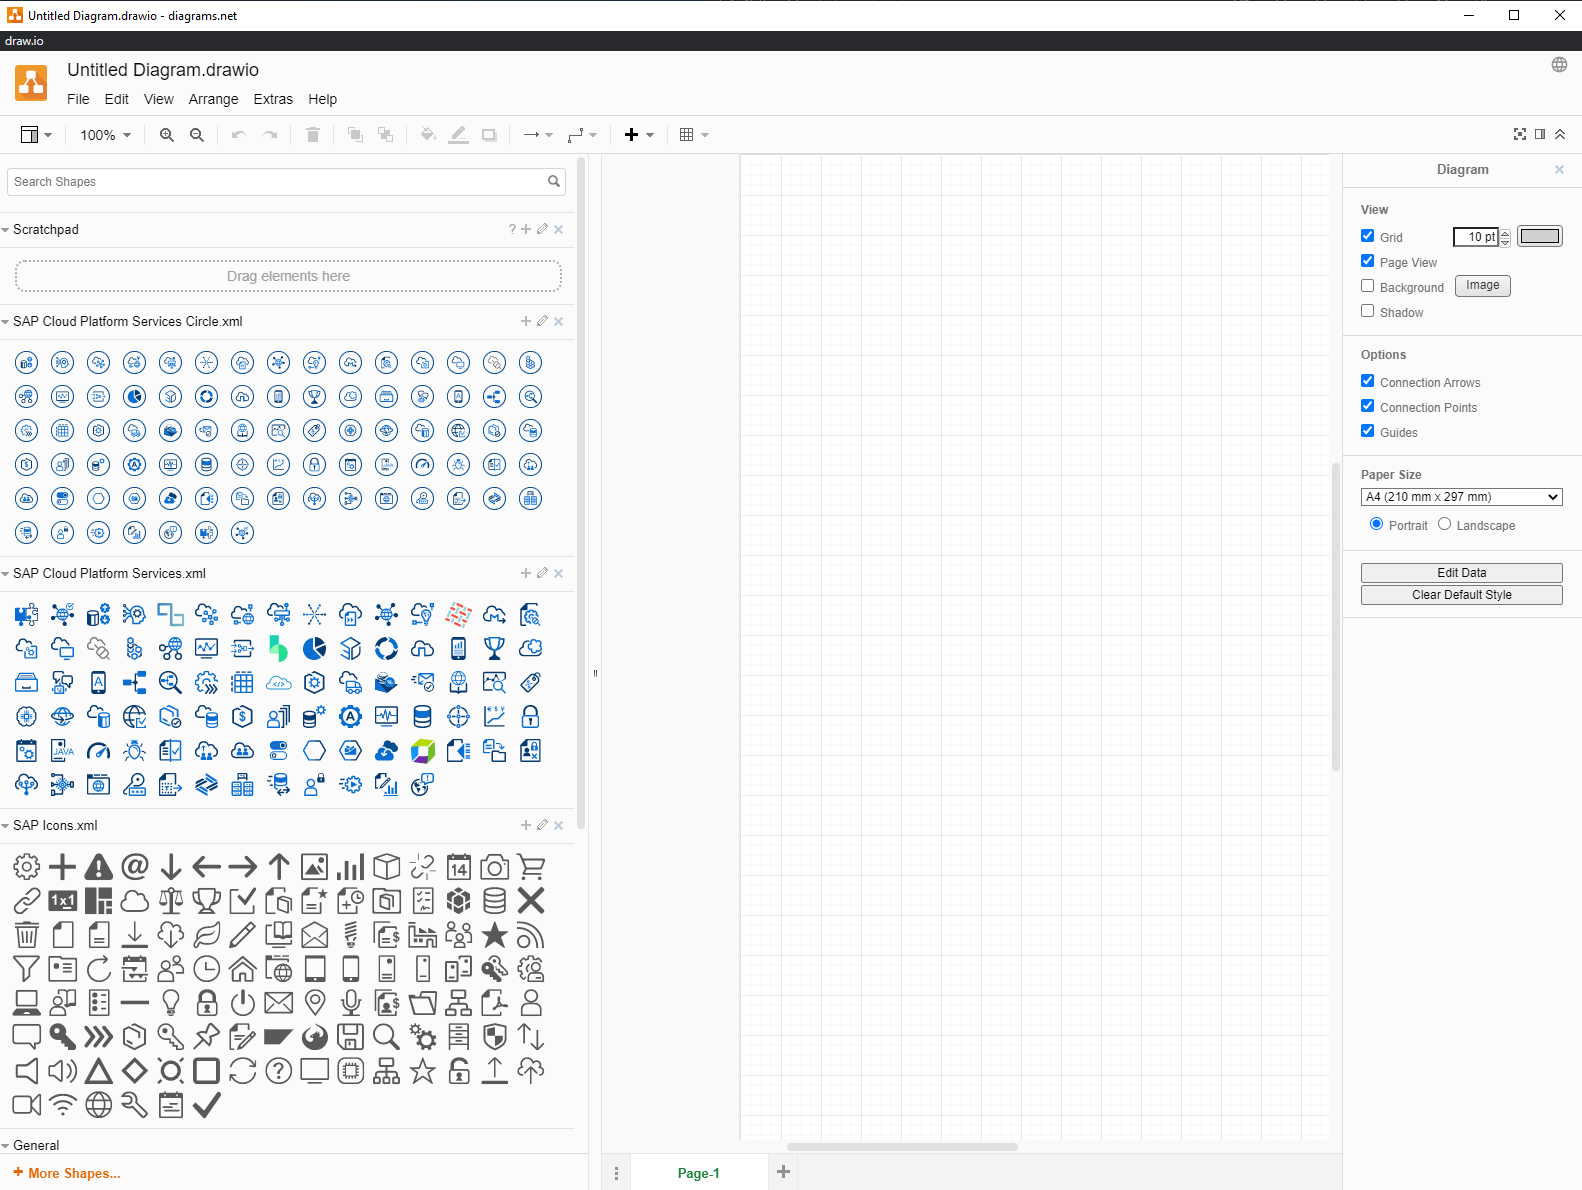 Untitled Diagram.drawio - diagrams.net
draw.io
Untitled Diagram.drawio
File Edit View Arrange Extras Help
100%
Search Shapes
Scratchpad
?
Drag elements here
SAP Cloud Platform Services Circle.xml
SAP Cloud Platform Services.xml
SAP Icons.xml
@
14
1x1
General
+ More Shapes...
Page-1
Diagram
View
Grid 10 pt
Page View
Background Image
Shadow
Options
Connection Arrows
Connection Points
Guides
Paper Size
A4 (210 mm x 297 mm)
Portrait Landscape
Edit Data
Clear Default Style